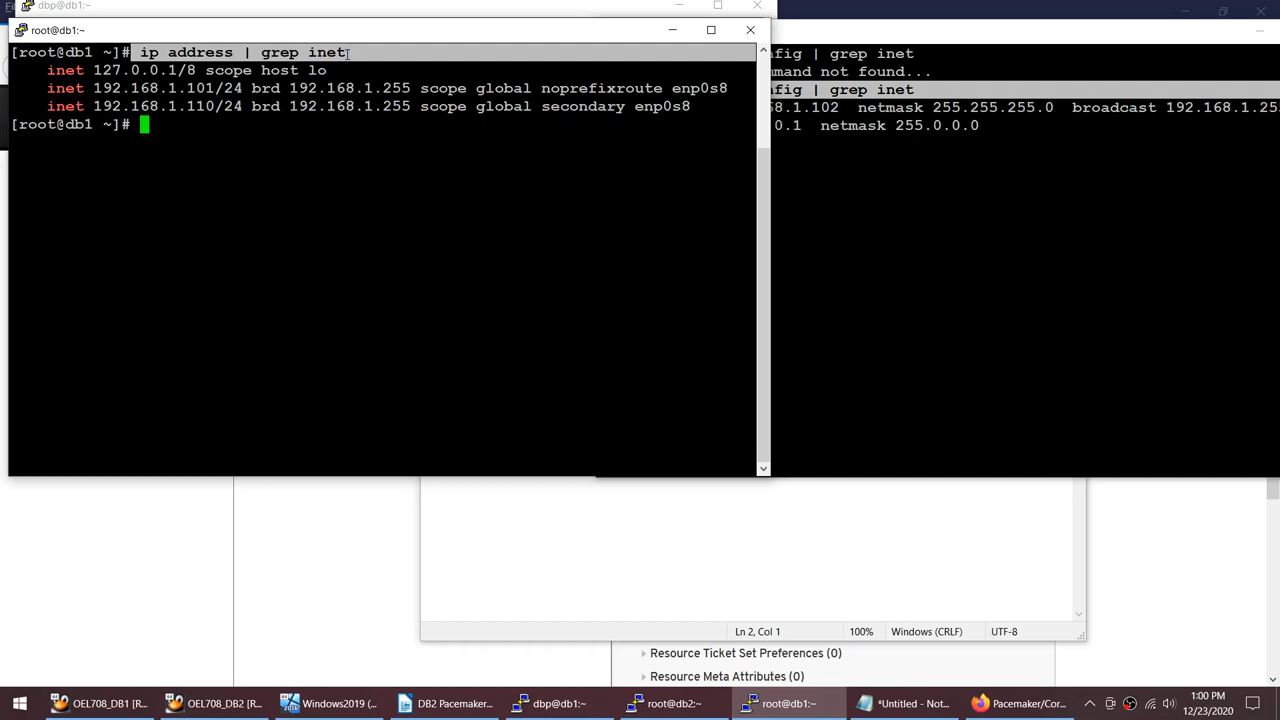 dbp@db1:~
root@db1:~
[root@db1 ~]# ip address | grep inet
inet 127.0.0.1/8 scope host lo
inet 192.168.1.101/24 brd 192.168.1.255 scope global noprefixroute enp0s8
inet 192.168.1.110/24 brd 192.168.1.255 scope global secondary enp0s8
[root@db1 ~]#
nfig | grep inet
mmand not found...
nfig | grep inet
68.1.102 netmask 255.255.255.0 broadcast 192.168.1.25
0.1 netmask 255.0.0.0
Ln 2, Col 1 100% Windows (CRLF) UTF-8
Resource Ticket Set Preferences (0)
Resource Meta Attributes (0)
OEL708_DB1 [R... OEL708_DB2 [R... Windows2019 (... DB2 Pacemaker... dbp@db1:~ root@db2:~ root@db1:~ *Untitled - Not... Pacemaker/Cor... 1:00 PM
12/23/2020